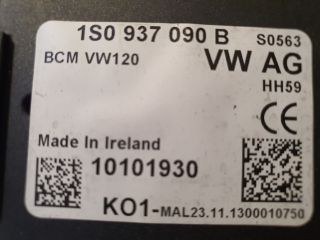 1S0 937 090 B S0563
BCM VW120 VW AG
HH59
CE
Made In Ireland
10101930
KO1-MAL23.11.1300010750